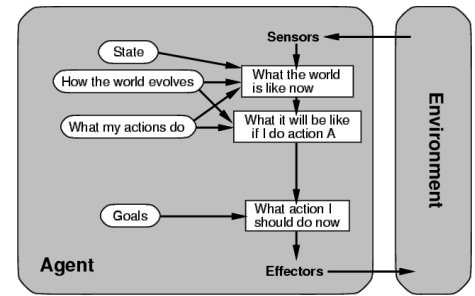 Sensors
State
What the world
is like now
How the world evolves
What it will be like
if I do action A
What my actions do
Environment
What action I
should do now
Goals
Agent
Effectors